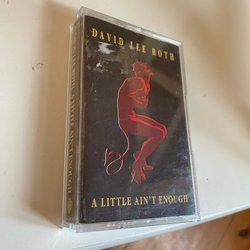 DAVID LEE ROTH
A LITTLE AIN'T ENOUGH